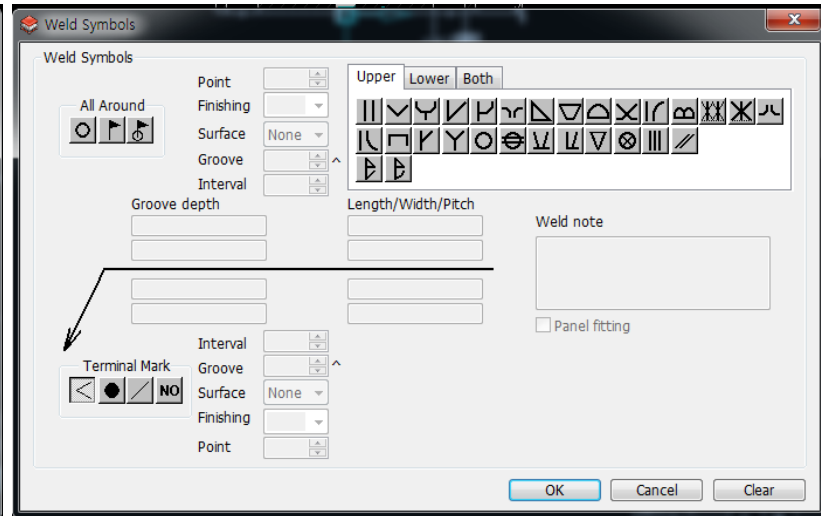 Weld Symbols
Weld Symbols
All Around
Point
Finishing
Surface None
Groove ^
Interval
Upper Lower Both
Groove depth
Length/Width/Pitch
Weld note
Panel fitting
Terminal Mark
NO
Interval
Groove ^
Surface None
Finishing
Point
OK Cancel Clear